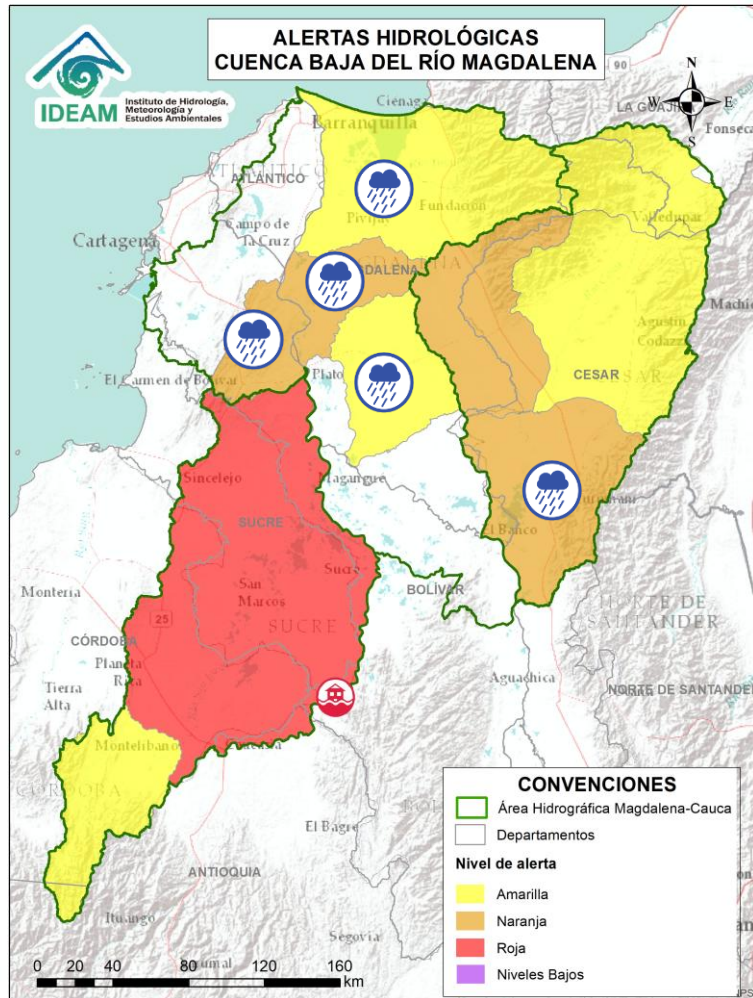 ALERTAS HIDROLÓGICAS
CUENCA BAJA DEL RÍO MAGDALENA
IDEAM
Instituto de Hidrología,
Meteorología y
Estudios Ambientales
N
W
E
S
90
Ciénaga
Barranquilla
LA GUAJIRA
Fonseca
ATLÁNTICO
Fundación
Valledupar
Pivijay
Campo de
la Cruz
Cartagena
Agustín
Codazzi
El Carmen de Bolívar
Plato
CESAR
Sincelejo
Magangue
SUCRE
El Banco
Sucre
San
Marcos
BOLÍVAR
Montería
SUCRE
25
NORTE DE
SANTANDER
CÓRDOBA
Planeta
Rica
Aguachica
NORTE DE SANTANDER
Tierra
Alta
Montelibano
El Bagre
ANTIOQUIA
Ituango
Segovia
0 20 40 80 120 160
km
CONVENCIONES
Área Hidrográfica Magdalena-Cauca
Departamentos
Nivel de alerta
Amarilla
Naranja
Roja
Niveles Bajos